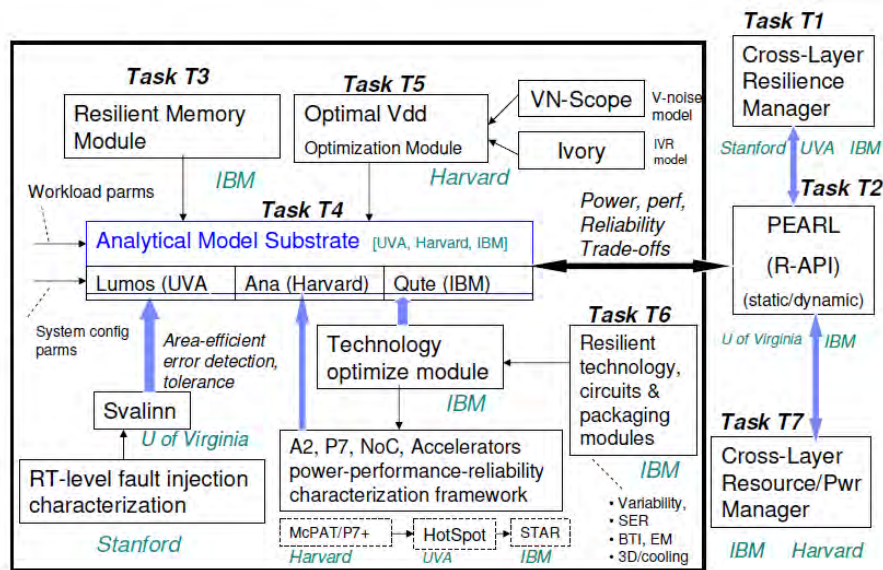 Task T1
Cross-Layer
Resilience
Manager
Stanford UVA IBM
Task T3
Resilient Memory
Module
IBM
Task T5
Optimal Vdd
Optimization Module
Harvard
VN-Scope
V-noise
model
Ivory
IVR
model
Workload parms
Task T4
Analytical Model Substrate [UVA, Harvard, IBM]
Lumos (UVA
Ana (Harvard)
Qute (IBM)
System config
parms
Power, perf,
Reliability
Trade-offs
Task T2
PEARL
(R-API)
(static/dynamic)
U of Virginia IBM
Area-efficient
error detection,
tolerance
Svalinn
U of Virginia
RT-level fault injection
characterization
Stanford
Technology
optimize module
IBM
A2, P7, NoC, Accelerators
power-performance-reliability
characterization framework
McPAT/P7+
Harvard
HotSpot
UVA
STAR
IBM
Task T6
Resilient
technology,
circuits &
packaging
modules
IBM
• Variability,
• SER
• BTI, EM
• 3D/cooling
Task T7
Cross-Layer
Resource/Pwr
Manager
IBM Harvard